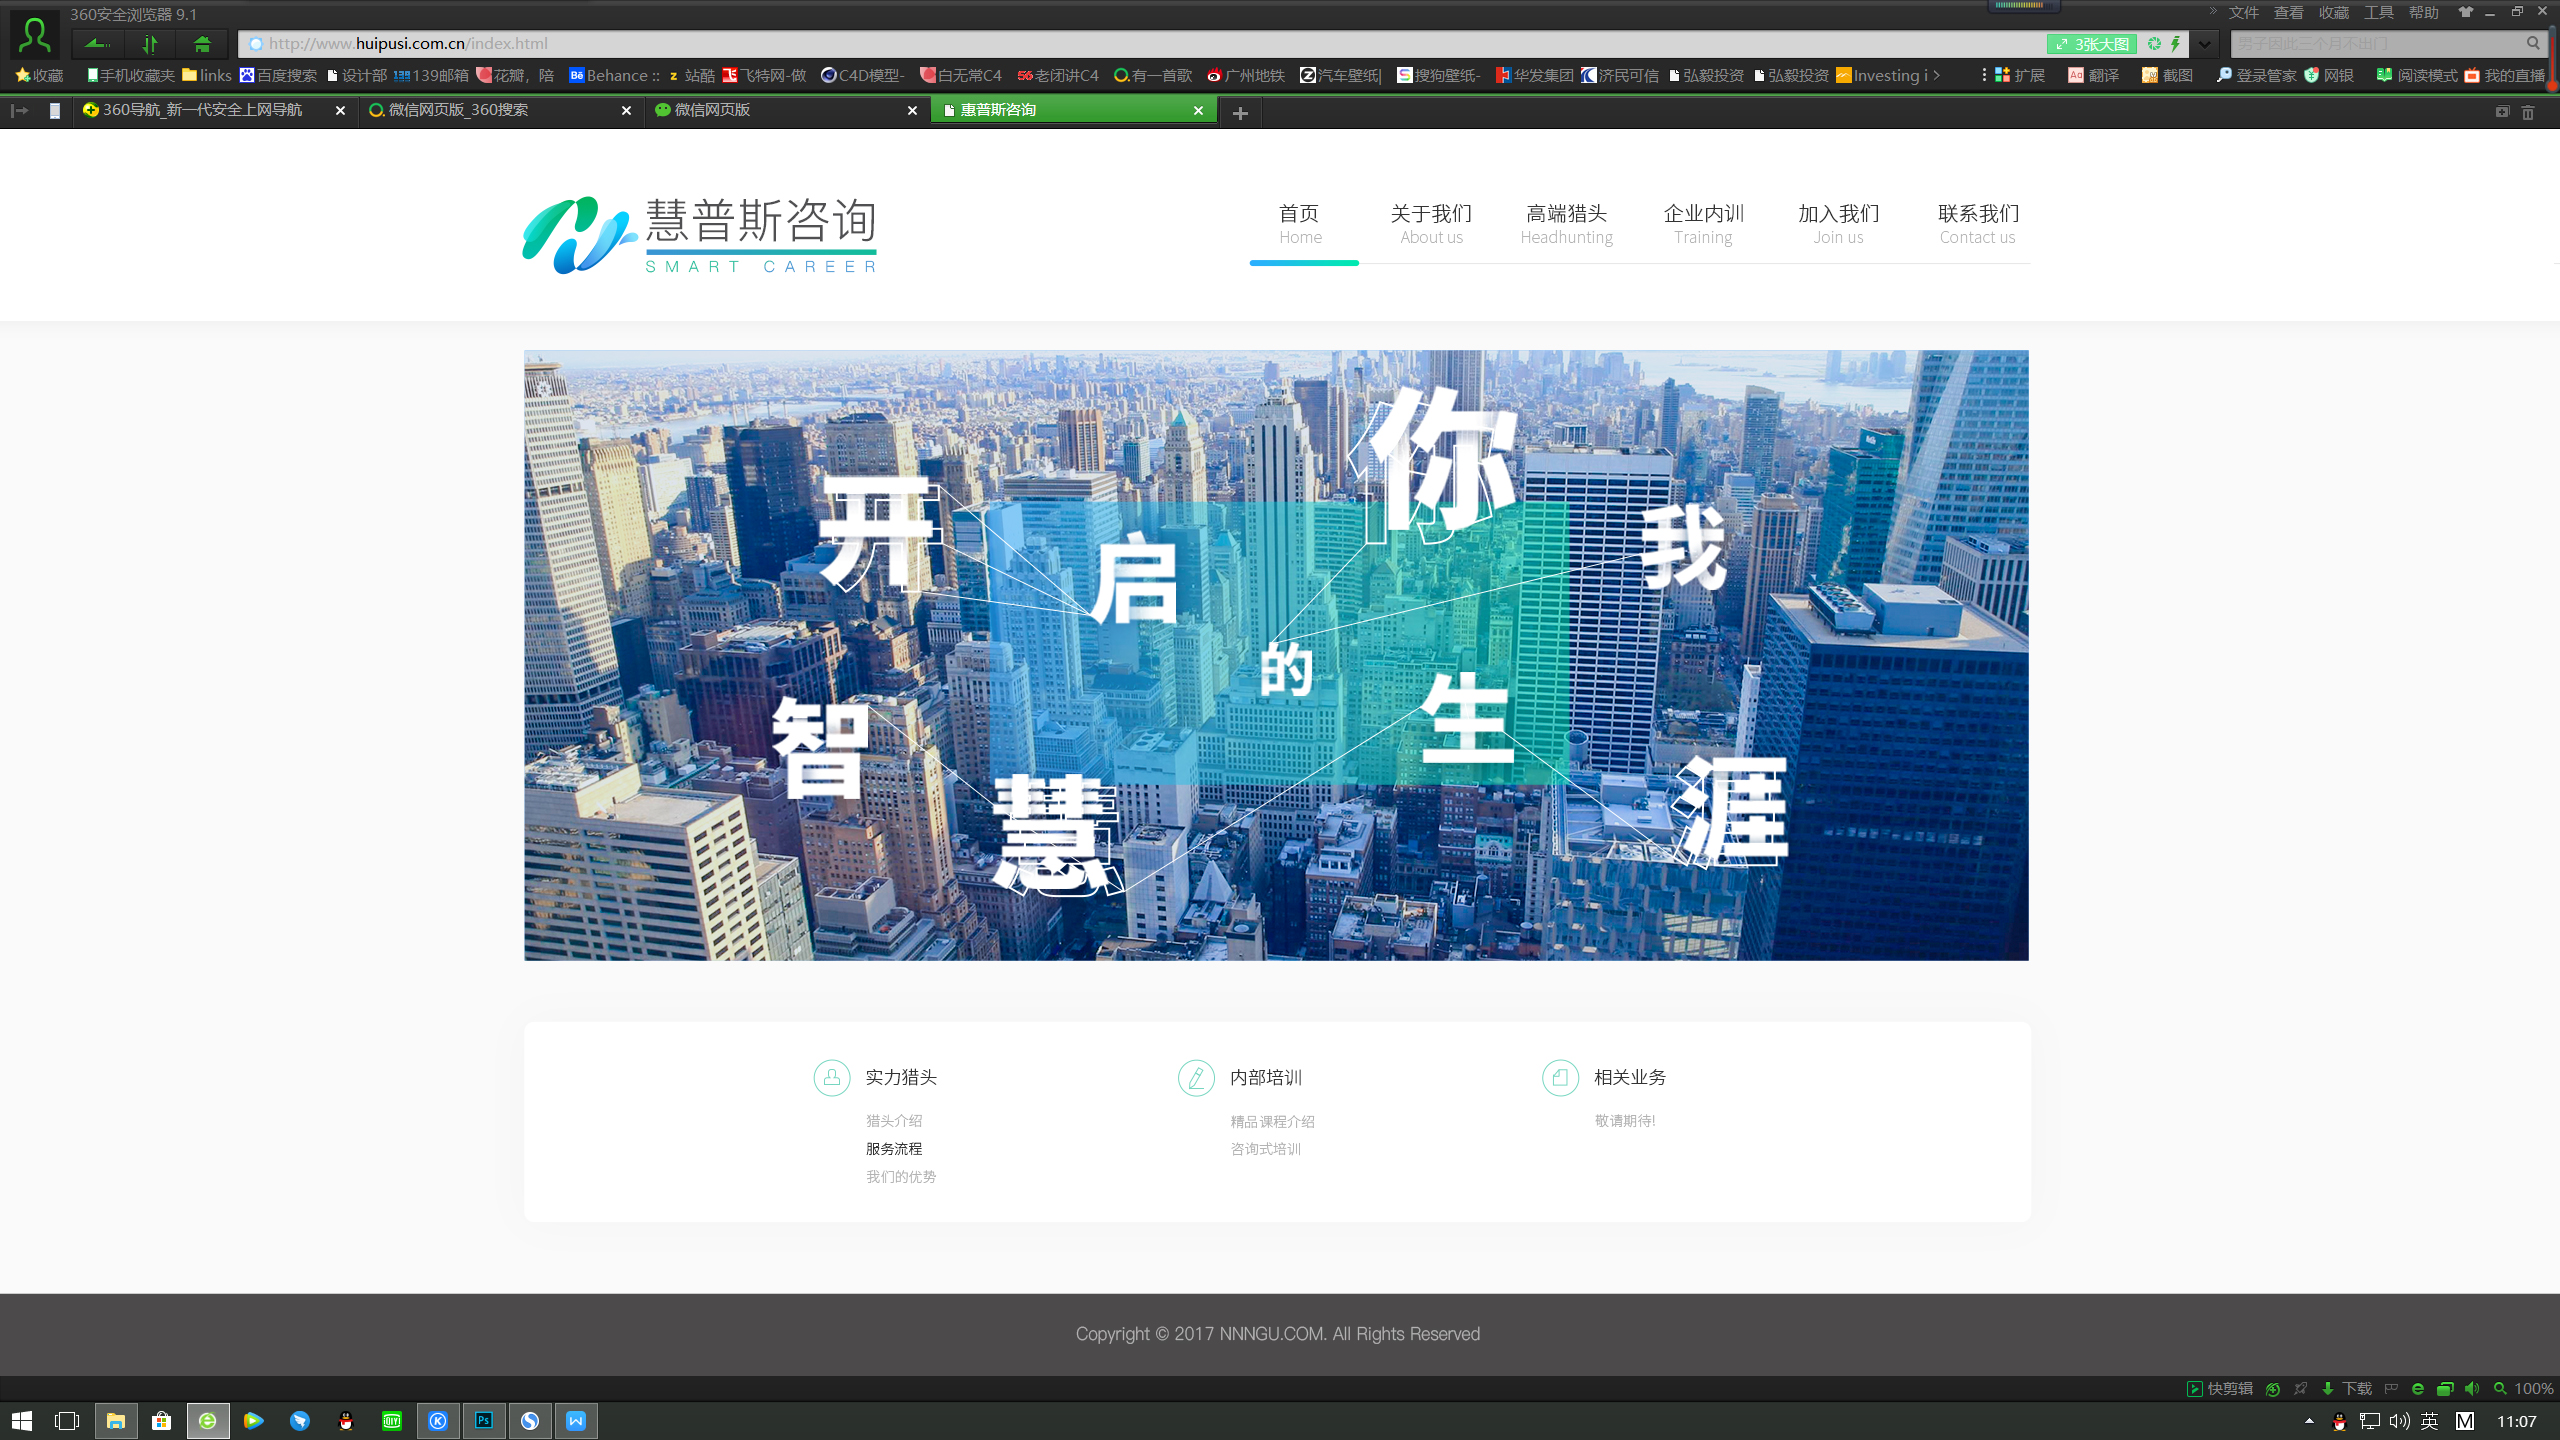 360安全浏览器 9.1
文件 查看 收藏 工具 帮助
http://www.huipusi.com.cn/index.html
3张大图
男子因此三个月不出门
收藏 手机收藏夹 links 百度搜索 设计部 139邮箱 花瓣，陪 Behance :: 站酷 飞特网-做 C4D模型- 白无常C4 老闭讲C4 有一首歌 广州地铁 汽车壁纸| 搜狗壁纸- 华发集团 济民可信 弘毅投资 弘毅投资 Investing i 扩展 翻译 截图 登录管家 网银 阅读模式 我的直播
360导航_新一代安全上网导航
微信网页版_360搜索
微信网页版
惠普斯咨询
慧普斯咨询
SMART CAREER
首页 关于我们 高端猎头 企业内训 加入我们 联系我们
Home About us Headhunting Training Join us Contact us
开启你我的智慧生涯
实力猎头
猎头介绍
服务流程
我们的优势
内部培训
精品课程介绍
咨询式培训
相关业务
敬请期待!
Copyright © 2017 NNNGU.COM. All Rights Reserved
快剪辑 下载 100%
英 M 11:07